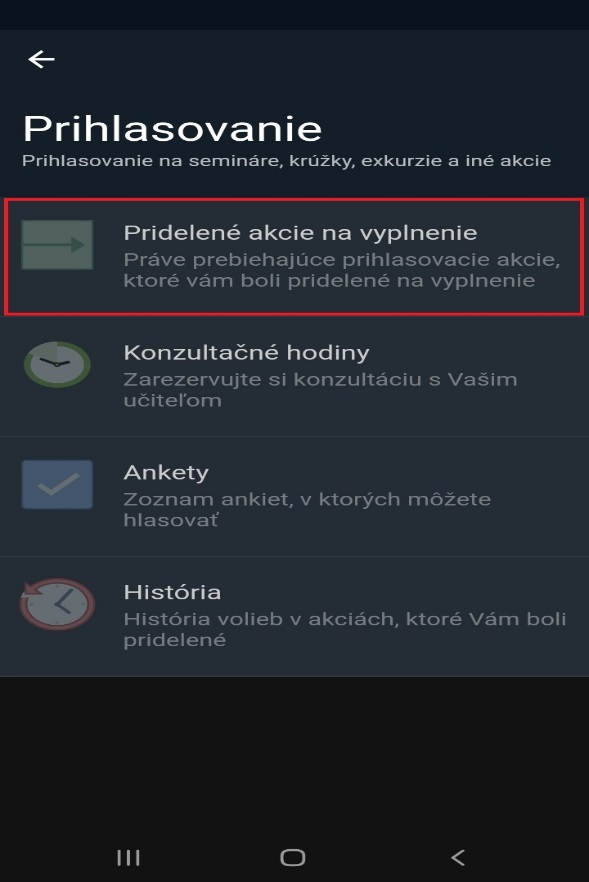 Prihlasovanie
Prihlasovanie na semináre, krúžky, exkurzie a iné akcie
Pridelené akcie na vyplnenie
Práve prebiehajúce prihlasovacie akcie,
ktoré vám boli pridelené na vyplnenie
Konzultačné hodiny
Zarezervujte si konzultáciu s Vašim
učiteľom
Ankety
Zoznam ankiet, v ktorých môžete
hlasovať
História
História volieb v akciách, ktoré Vám boli
pridelené